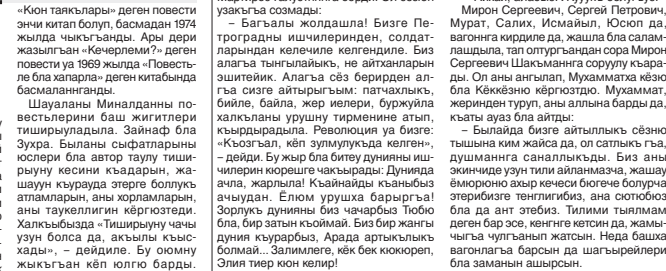 «Кюн таякълары» деген повести
энчи китап болуп, басмадан 1974
жылда чыкъгъанды. Ары дери
жазылгъан «Кечерлеми?» деген
повести уа 1969 жылда «Повесть-
ле бла хапарла» деген китабында
басмаланнганды.
Шауаланы Миналданны по-
вестьлерини баш жигитлери
тиширыуладыла. Зайнаф бла
Зухра. Быланы сыфатларыны
юслери бла автор таулу тиши-
рыуну кесини къадарын, жа-
шауун къурауда этерге боллукъ
атламларын, аны хорламларын,
аны таукеллигин кёргюзтеди.
Халкъыбызда «Тиширыуну чачы
узун болса да, акъылы къыс-
хады», – дейдиле. Бу оюмну
жыкъгъан кёп юлгю барды.
узакъгъа созмады:
– Багъалы жолдашла! Бизге Пе-
троградны ишчилеринден, солдат-
ларындан келечиле келгендиле. Биз
алагъа тынгылайыкъ, не айтханларын
эшитейик. Алагъа сёз берирден ал-
гъа сизге айтырыгъым: патчахлыкъ,
бийле, байла, жер иелери, буржуйла
халкъланы урушну тирменине атып,
къырдырадыла. Революция уа бизге:
«Къозгъал, кёп зулмулукъда келген»,
– дейди. Бу жыр бла битеу дунияны иш-
чилерин кюрешге чакъырады: Дунияда
ачла, жарлыла! Къайнайды къаныбыз
ачыудан. Ёлюм урушха барыргъа!
Зорлукъ дунияны биз чачарбыз Тюбю
бла, бир затын къоймай. Биз бир жангы
дуния къурарбыз, Арада артыкълыкъ
болмай... Залимлеге, кёк бек кюкюреп,
Элия тиер кюн келир!
Мирон Сергеевич, Сергей Петрович,
Мурат, Салих, Исмайыл, Юсюп да,
вагоннга кирдиле да, жашла бла салам-
лашдыла, тап олтургъандан сора Мирон
Сергеевич Шакъманнга соруулу къара-
ды. Ол аны ангылап, Мухамматха кёзю
бла Кёккёзню кёргюзтдю. Мухаммат,
жеринден туруп, аны аллына барды да,
къаты ауаз бла айтды:
– Былайда бизге айтыллыкъ сёзню
тышына ким жайса да, ол сатлыкъ гъа,
душманнга саналлыкъды. Биз аны
экинчиде узун тили айланмазча, жашау
ёмюрюню ахыр кечеси бюгече болурча
этерибизге тенглигибиз, ана сютюбюз
бла да ант этебиз. Тилими тыялмам
деген бар эсе, кенгнге кетсин да, жамы-
чыгъа чулгъанып жатсын. Неда башха
вагонлагъа барсын да шагъырейлери
бла заманын ашырсын.